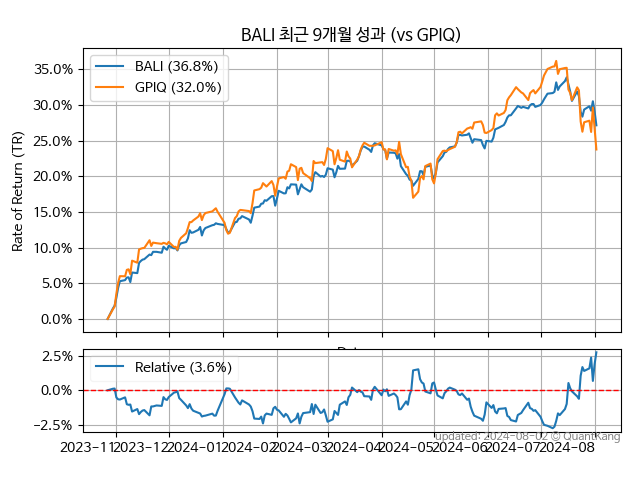 BALI 최근 9개월 성과 (vs GPIQ)
BALI (36.8%)
GPIQ (32.0%)
Rate of Return (TR)
35.0%
30.0%
25.0%
20.0%
15.0%
10.0%
5.0%
0.0%
Relative (3.6%)
2.5%
0.0%
−2.5%
2023-11 2023-12 2024-01 2024-02 2024-03 2024-04 2024-05 2024-06 2024-07 2024-08
updated: 2024-08-02 © QuantKang